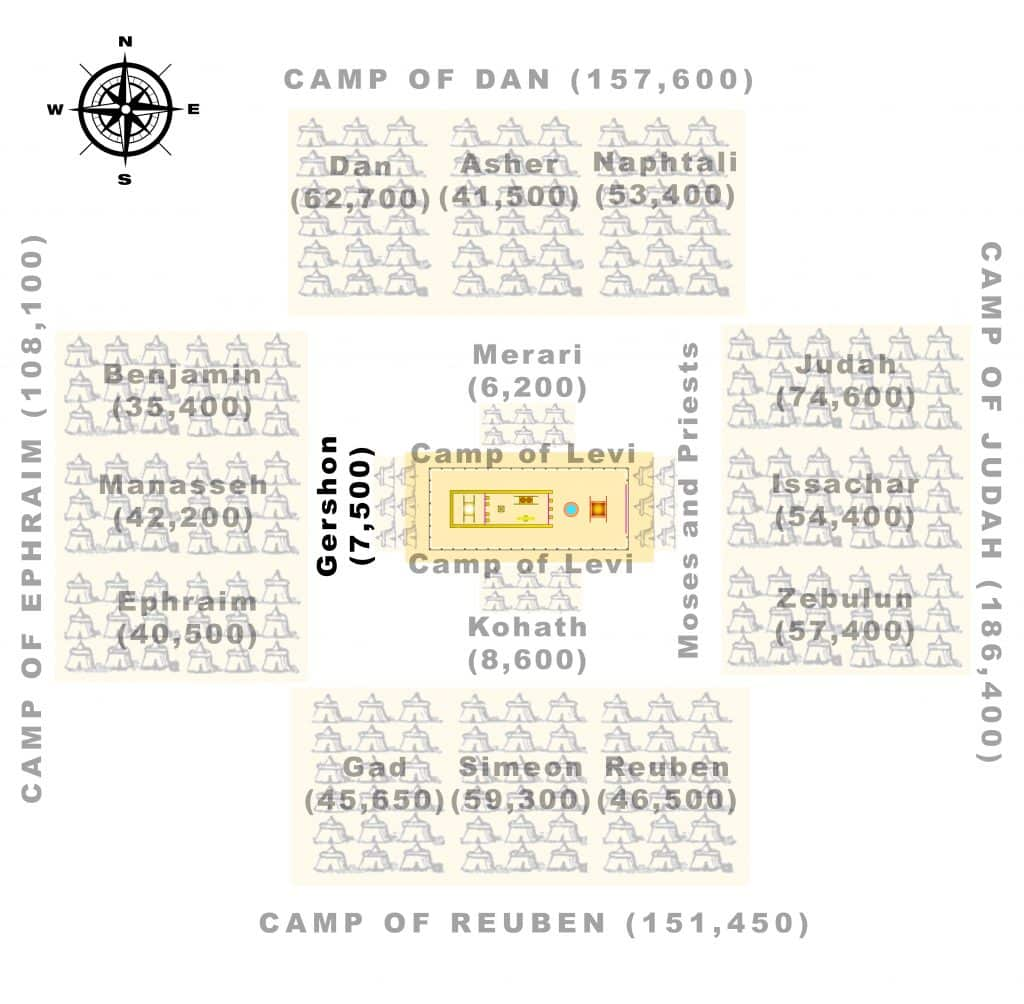 N
W E
S
CAMP OF DAN (157,600)
Dan
(62,700)
Asher
(41,500)
Naphtali
(53,400)
CAMP OF EPHRAIM (108,100)
Benjamin
(35,400)
Manasseh
(42,200)
Ephraim
(40,500)
Gershon
(7,500)
Merari
(6,200)
Camp of Levi
Camp of Levi
Kohath
(8,600)
Moses and Priests
Judah
(74,600)
Issachar
(54,400)
Zebulun
(57,400)
CAMP OF JUDAH (186,400)
Gad
(45,650)
Simeon
(59,300)
Reuben
(46,500)
CAMP OF REUBEN (151,450)